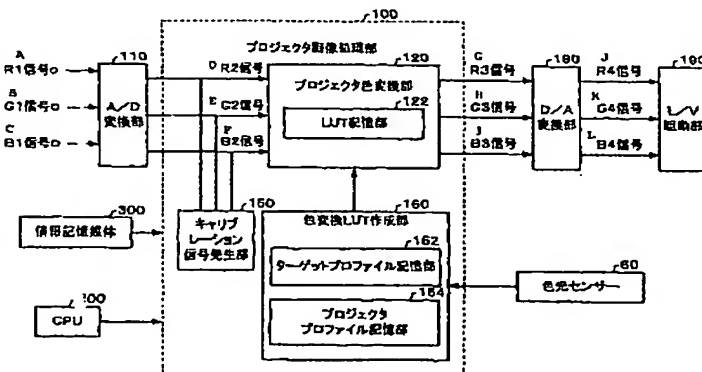 100
プロジェクタ画像処理部
A
R1信号
B
G1信号
C
B1信号
110
A/D
変換部
D R2信号
E G2信号
F
B2信号
120
プロジェクタ色変換部
122
LUT記憶部
G
R3信号
H
G3信号
J
B3信号
180
D/A
変換部
J
R4信号
K
G4信号
L
B4信号
190
L/V
駆動部
300
情報記憶媒体
200
CPU
150
キャリブ
レーション
信号発生部
160
色変換LUT作成部
162
ターゲットプロファイル記憶部
164
プロジェクタ
プロファイル記憶部
60
色光センサー